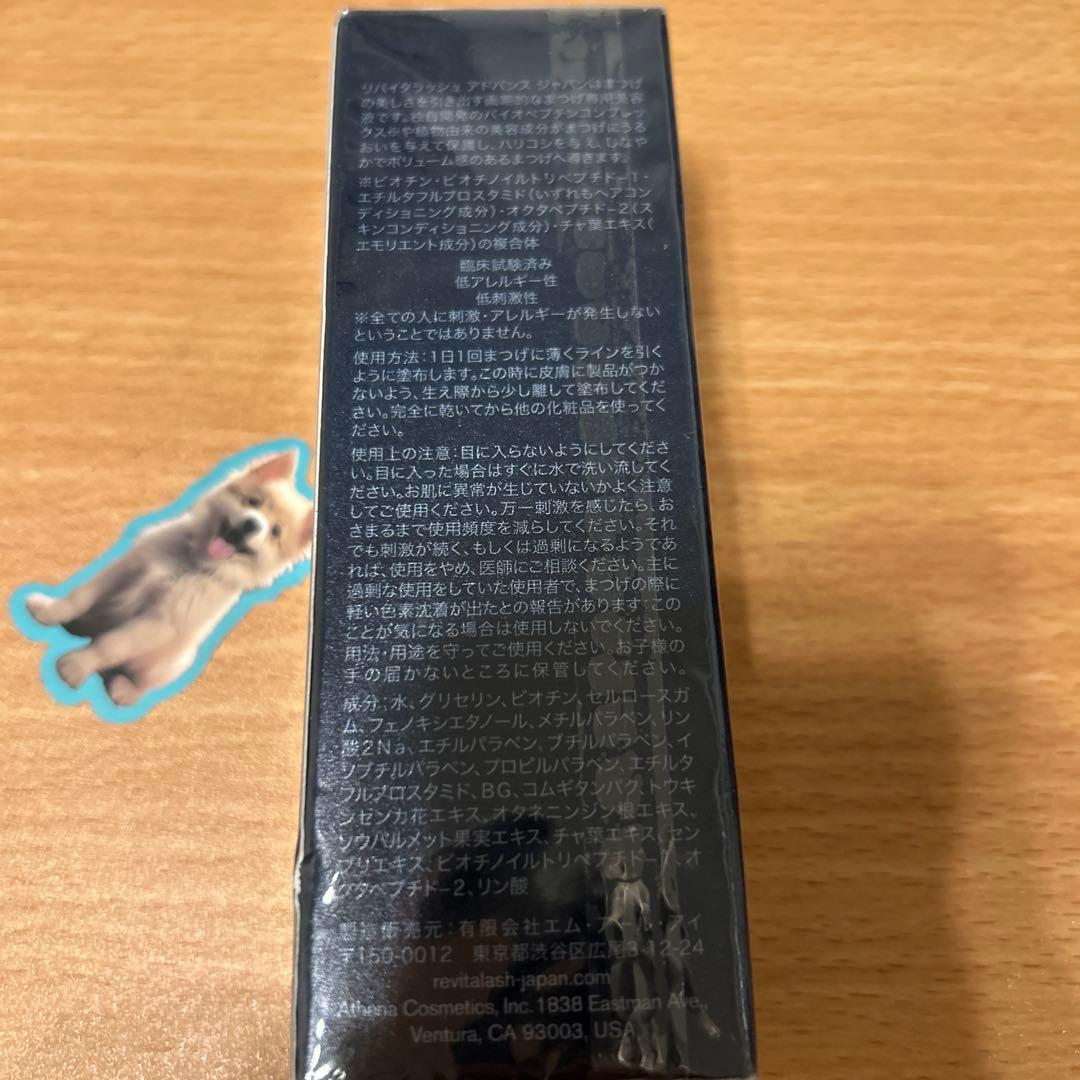 リバイタラッシュ アドバンス ジャパンはまつげ
の美しさを引き出す画期的なまつげ専用美容
液です。独自開発のバイオペプチンコンプレッ
クス※や植物由来の美容成分がまつげにうる
おいを与えて保護し、ハリコシを与え、しなや
かでボリューム感のあるまつげへ導きます。
※ビオチン・ビオチノイルトリペプチド-1・
エチルタフルプロスタミド(いずれもヘアコン
ディショニング成分)・オクタペプチド-2(ス
キンコンディショニング成分)・チャ葉エキス(
エモリエント成分)の複合体
臨床試験済み
低アレルギー性
低刺激性
※全ての人に刺激・アレルギーが発生しない
ということではありません。
使用方法:1日1回まつげに薄くラインを引く
ように塗布します。この時に皮膚に製品がつか
ないよう、生え際から少し離して塗布してくだ
さい。完全に乾いてから他の化粧品を使ってく
ださい。
使用上の注意:目に入らないようにしてくださ
い。目に入った場合はすぐに水で洗い流してく
ださい。お肌に異常が生じていないかよく注意
してご使用ください。万一刺激を感じたら、お
さまるまで使用頻度を減らしてください。それ
でも刺激が続く、もしくは過剰になるようであ
れば、使用をやめ、医師にご相談ください。主に
過剰な使用をしていた使用者で、まつげの際に
軽い色素沈着が出たとの報告があります。この
ことが気になる場合は使用しないでください。
用法・用途を守ってご使用ください。お子様の
手の届かないところに保管してください。
成分:水、グリセリン、ビオチン、セルロースガ
ム、フェノキシエタノール、メチルパラベン、リン
酸2Na、エチルパラベン、ブチルパラベン、イ
ソブチルパラベン、プロピルパラベン、エチルタ
フルプロスタミド、BG、コムギタンパク、トウキ
ンセンカ花エキス、オタネニンジン根エキス、
ソウパルメット果実エキス、チャ葉エキス、セン
ブリエキス、ビオチノイルトリペプチド-1、オ
クタペプチド-2、リン酸
製造販売元:有限会社エム・アール・アイ
〒150-0012 東京都渋谷区広尾3-12-24
revitalash-japan.com
Athena Cosmetics, Inc. 1838 Eastman Ave.,
Ventura, CA 93003, USA